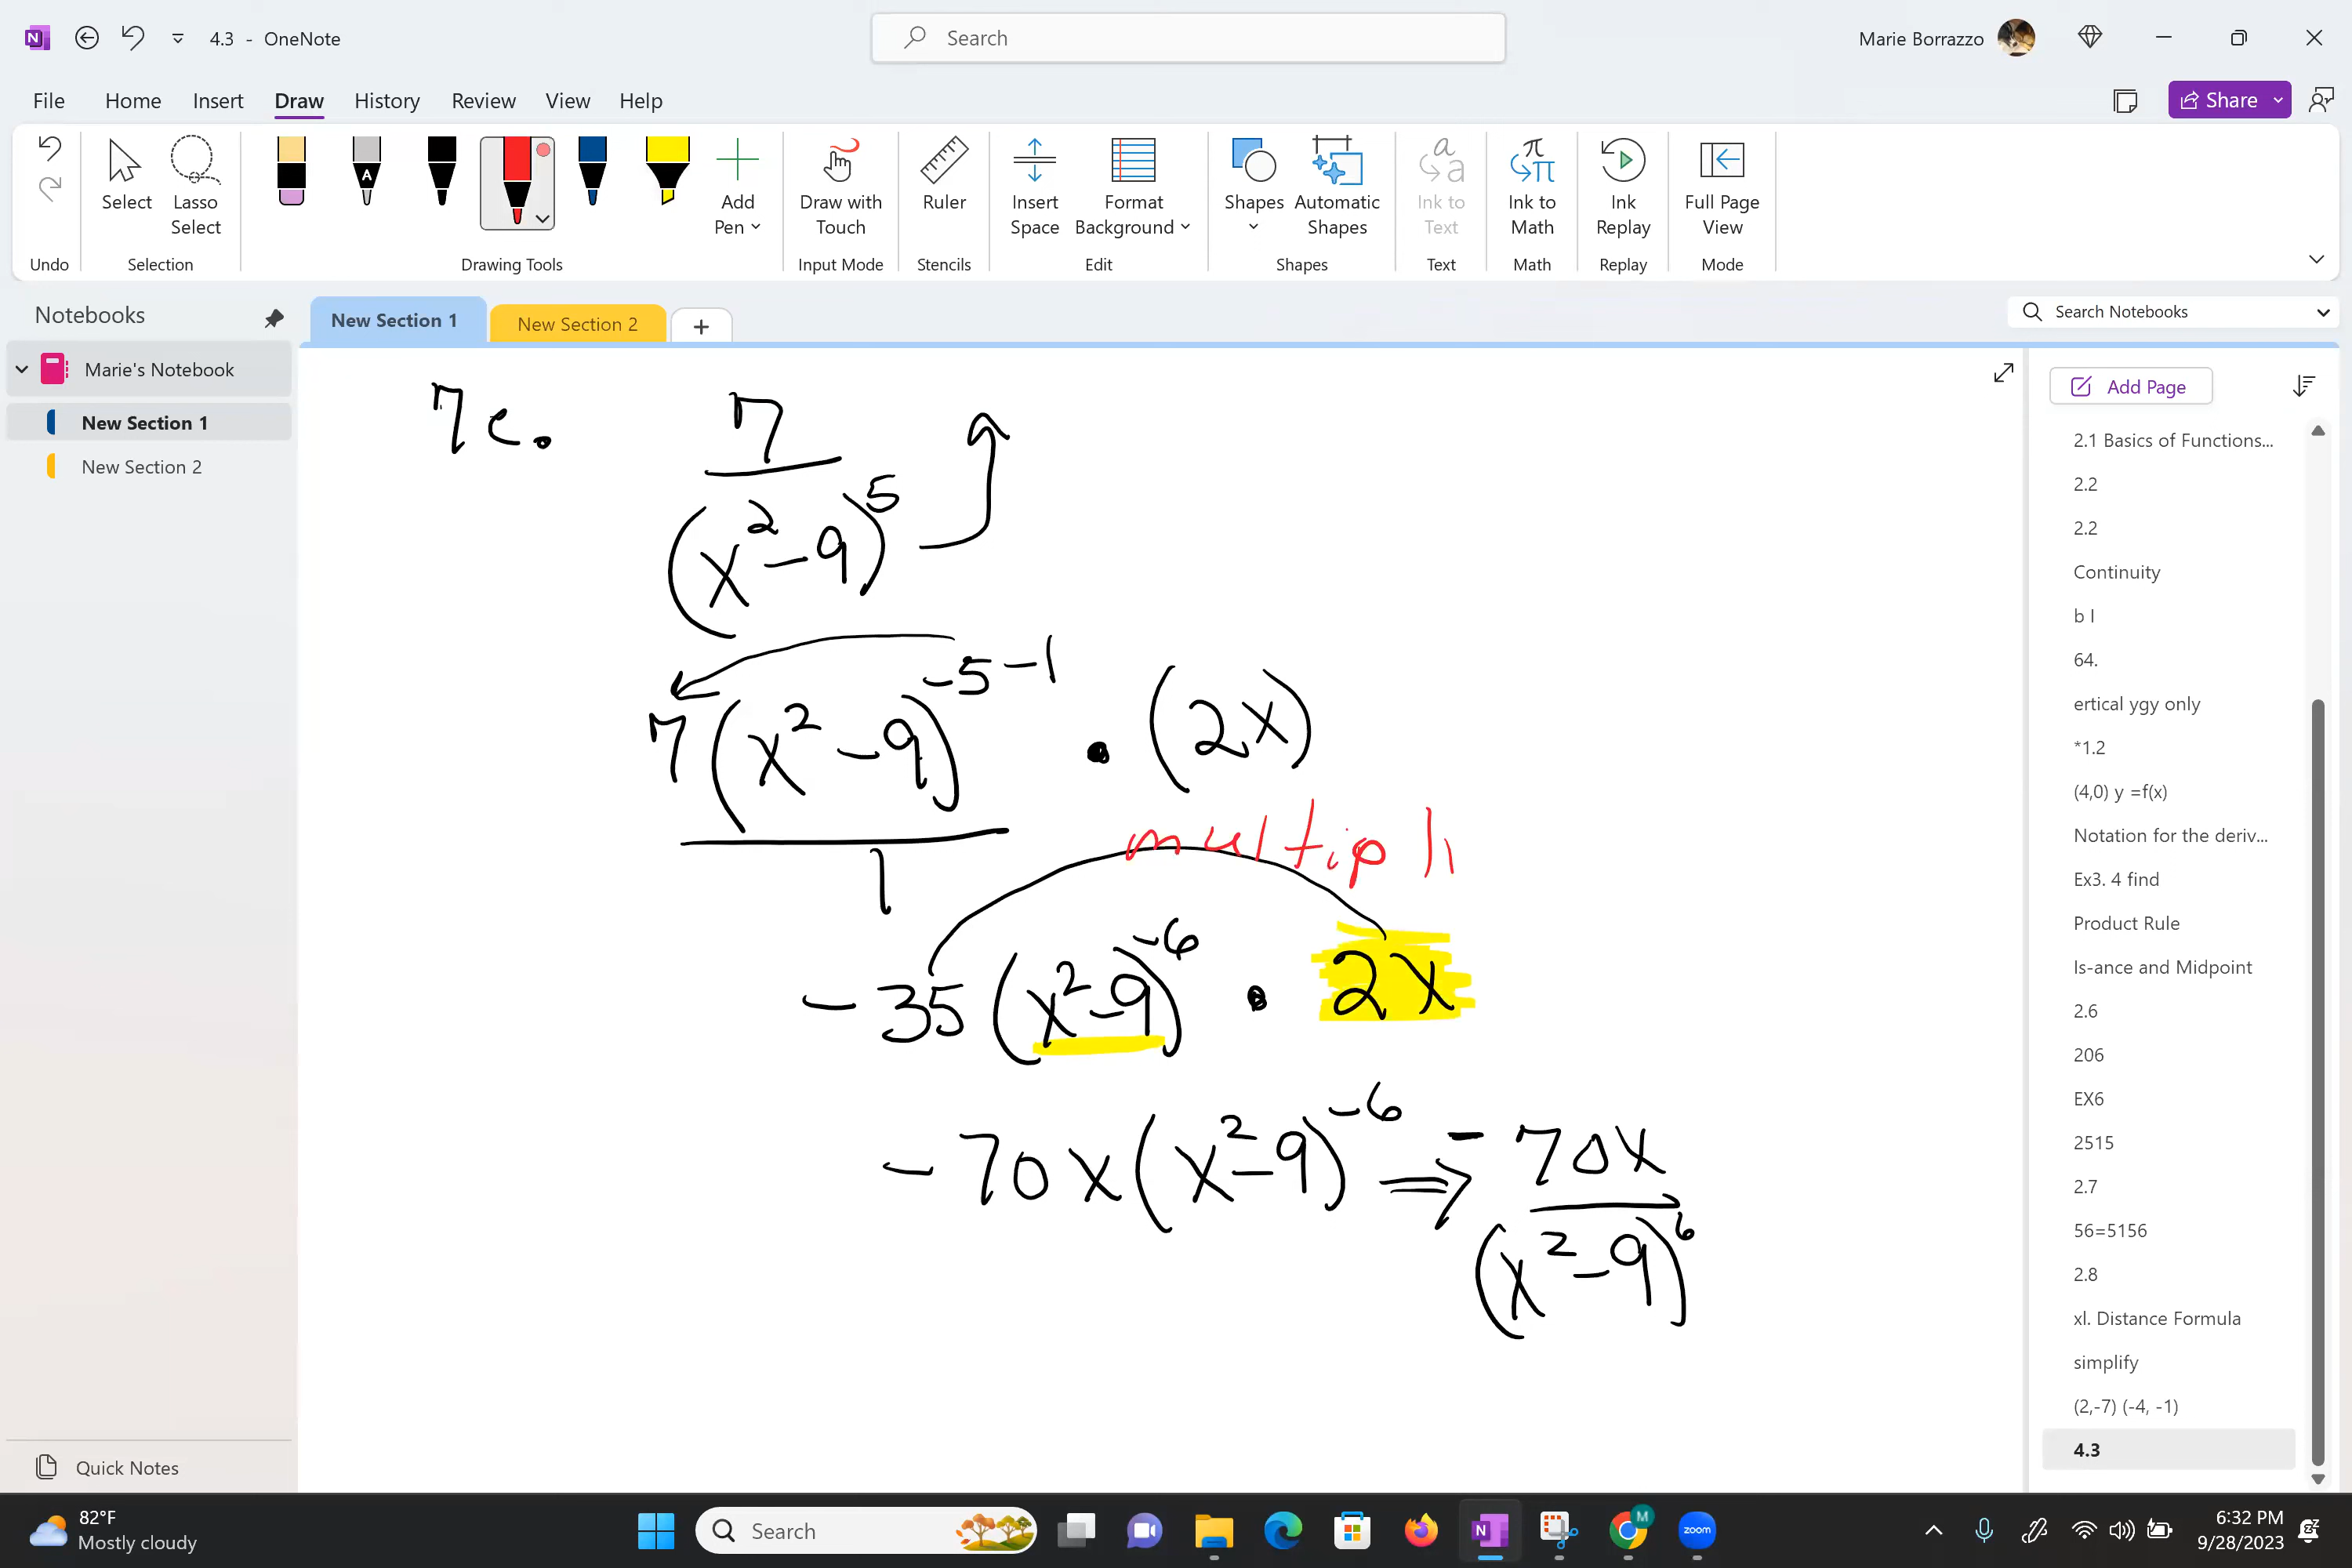 4.3 - OneNote
Search
Marie Borrazzo
File Home Insert Draw History Review View Help
Share
Select
Lasso Select
A
Add Pen
Draw with Touch
Ruler
Insert Space
Format Background
Shapes
Automatic Shapes
Ink to Text
Ink to Math
Ink Replay
Full Page View
Undo Selection Drawing Tools Input Mode Stencils Edit Shapes Text Math Replay Mode
Notebooks
New Section 1
New Section 2
+
Search Notebooks
Marie's Notebook
New Section 1
New Section 2
Quick Notes
7c.
7
(x² - 9)⁵
7(x² - 9)⁻⁵⁻¹ • (2x)
1
multipl
-35(x² - 9)⁻⁶ • 2x
-70x(x² - 9)⁻⁶ ⇒ -70x
(x² - 9)⁶
Add Page
2.1 Basics of Functions...
2.2
2.2
Continuity
b I
64.
ertical ygy only
*1.2
(4,0) y =f(x)
Notation for the deriv...
Ex3. 4 find
Product Rule
Is-ance and Midpoint
2.6
206
EX6
2515
2.7
56=5156
2.8
xl. Distance Formula
simplify
(2,-7) (-4, -1)
4.3
82°F
Mostly cloudy
Search
zoom
6:32 PM
9/28/2023